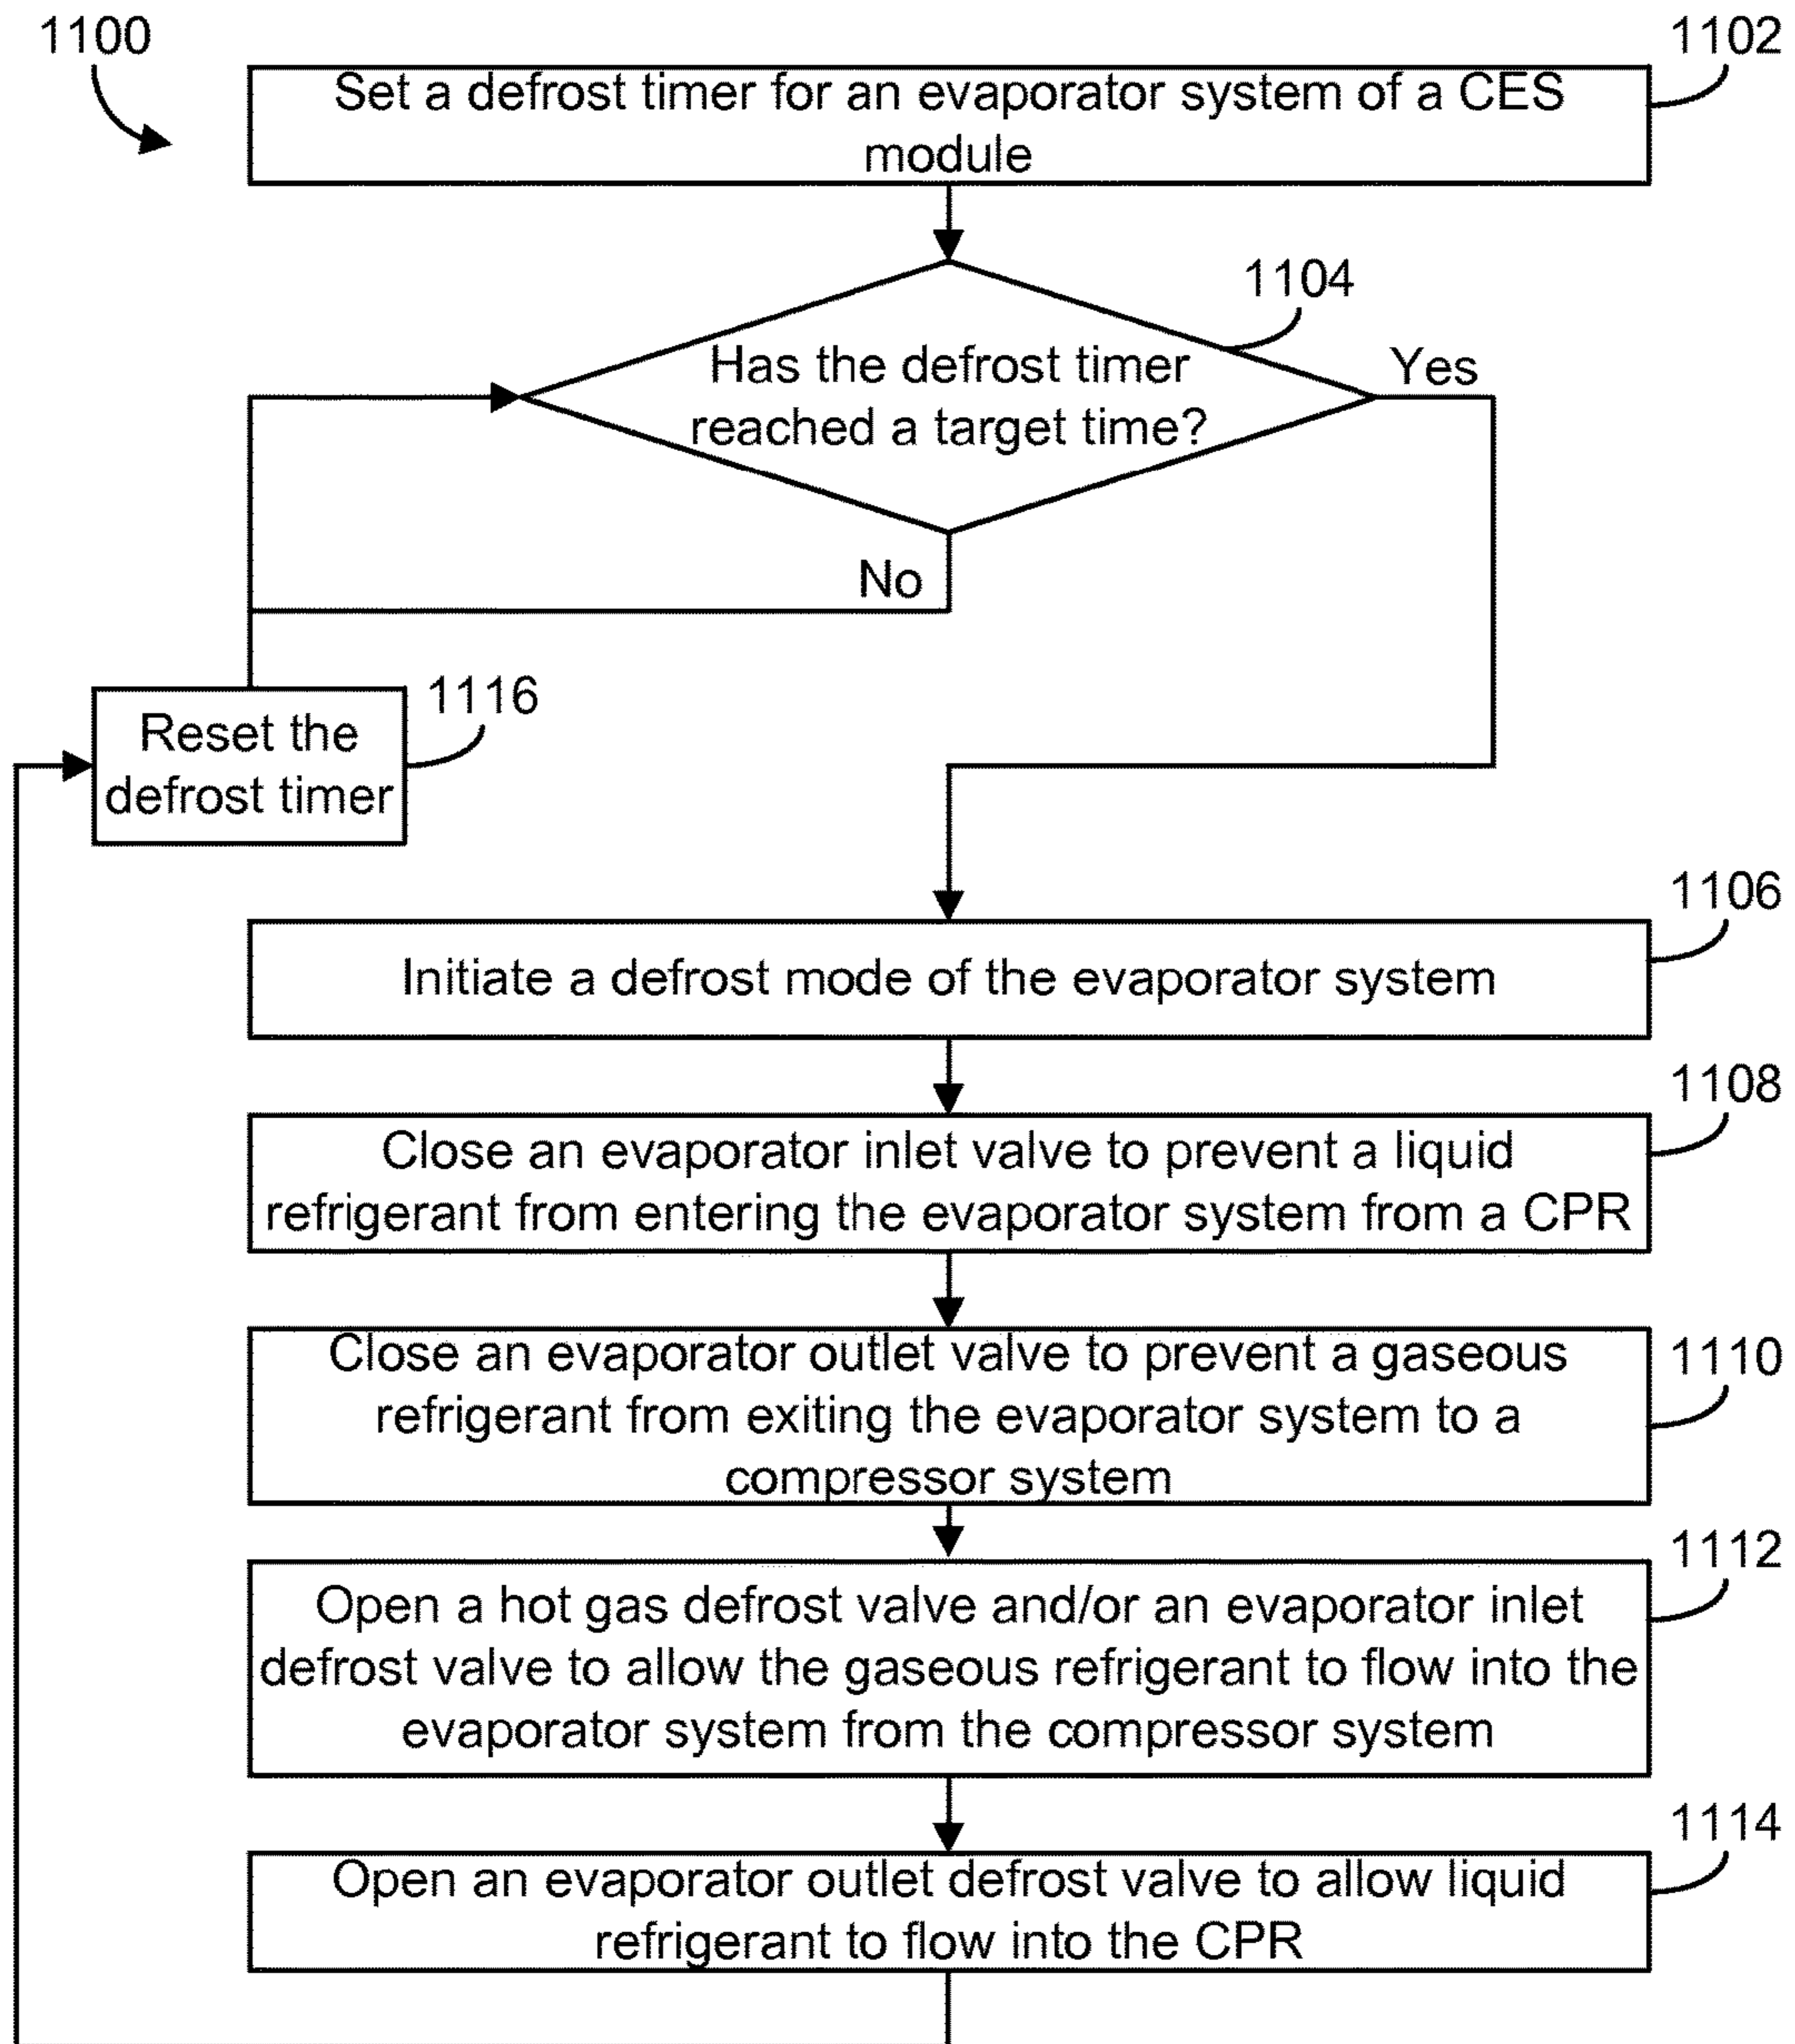 1100
1102
Set a defrost timer for an evaporator system of a CES
module
1104
Has the defrost timer
reached a target time?
Yes
No
1116
Reset the
defrost timer
1106
Initiate a defrost mode of the evaporator system
1108
Close an evaporator inlet valve to prevent a liquid
refrigerant from entering the evaporator system from a CPR
1110
Close an evaporator outlet valve to prevent a gaseous
refrigerant from exiting the evaporator system to a
compressor system
1112
Open a hot gas defrost valve and/or an evaporator inlet
defrost valve to allow the gaseous refrigerant to flow into the
evaporator system from the compressor system
1114
Open an evaporator outlet defrost valve to allow liquid
refrigerant to flow into the CPR